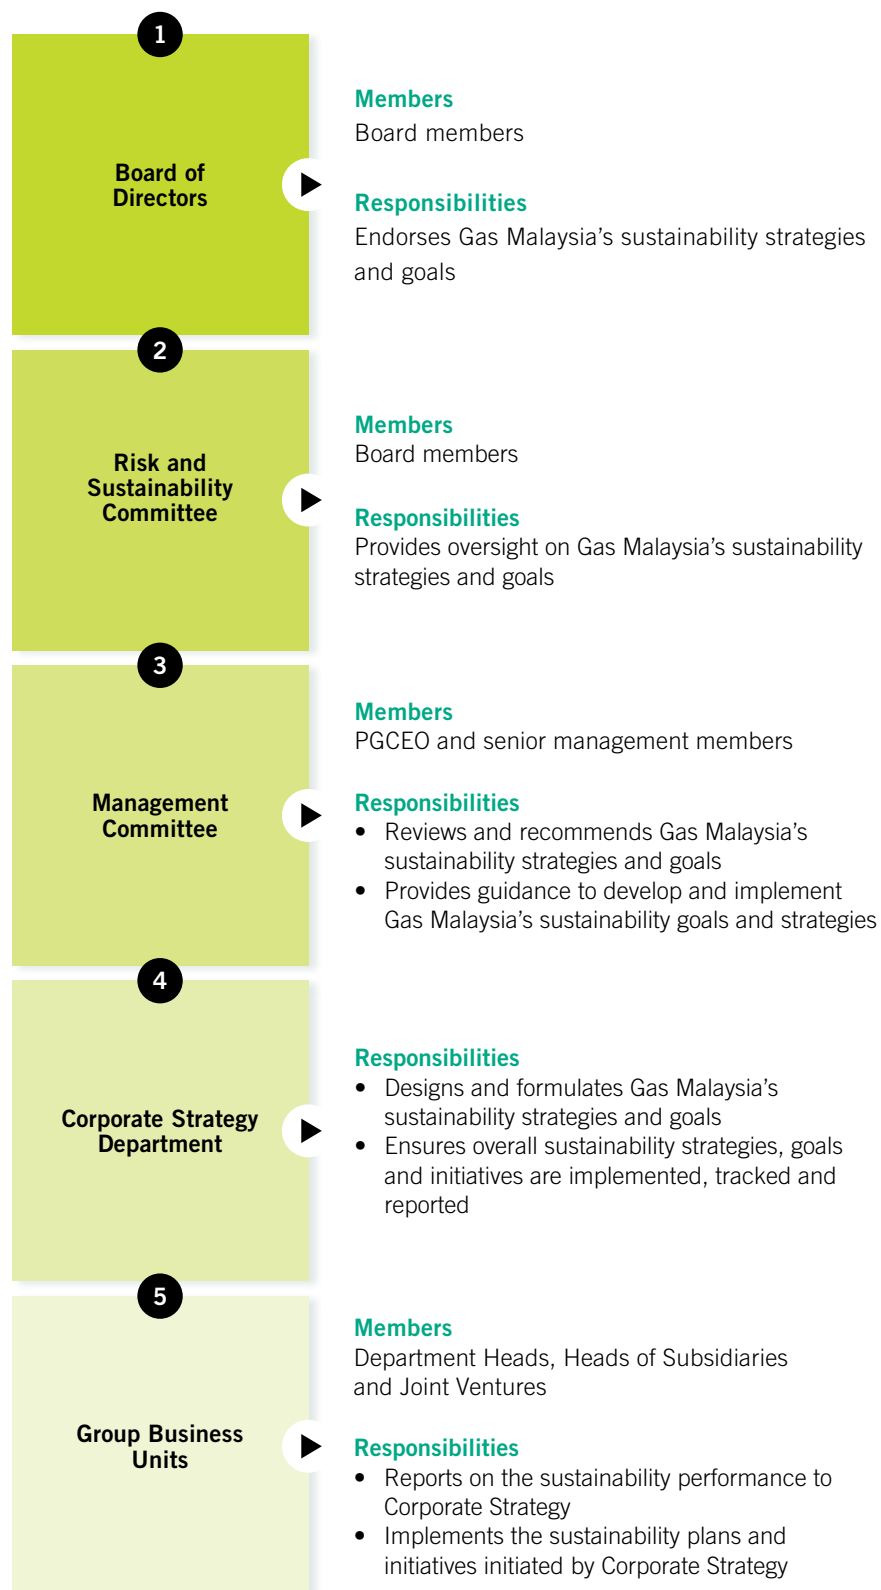 1
Board of
Directors
Members
Board members
Responsibilities
Endorses Gas Malaysia’s sustainability strategies
and goals
2
Risk and
Sustainability
Committee
Members
Board members
Responsibilities
Provides oversight on Gas Malaysia’s sustainability
strategies and goals
3
Management
Committee
Members
PGCEO and senior management members
Responsibilities
• Reviews and recommends Gas Malaysia’s
sustainability strategies and goals
• Provides guidance to develop and implement
Gas Malaysia’s sustainability goals and strategies
4
Corporate Strategy
Department
Responsibilities
• Designs and formulates Gas Malaysia’s
sustainability strategies and goals
• Ensures overall sustainability strategies, goals
and initiatives are implemented, tracked and
reported
5
Group Business
Units
Members
Department Heads, Heads of Subsidiaries
and Joint Ventures
Responsibilities
• Reports on the sustainability performance to
Corporate Strategy
• Implements the sustainability plans and
initiatives initiated by Corporate Strategy